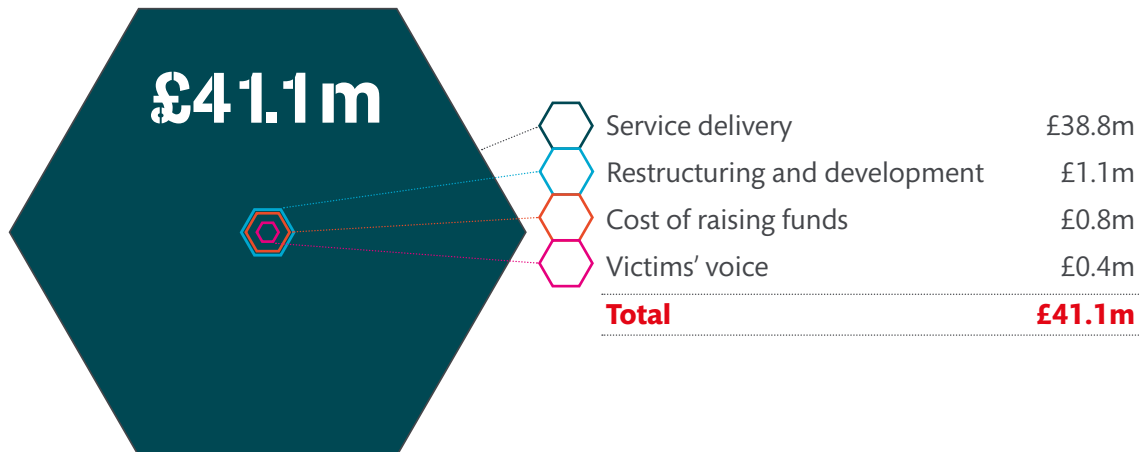 £41.1m
Service delivery £38.8m
Restructuring and development £1.1m
Cost of raising funds £0.8m
Victims’ voice £0.4m
Total £41.1m